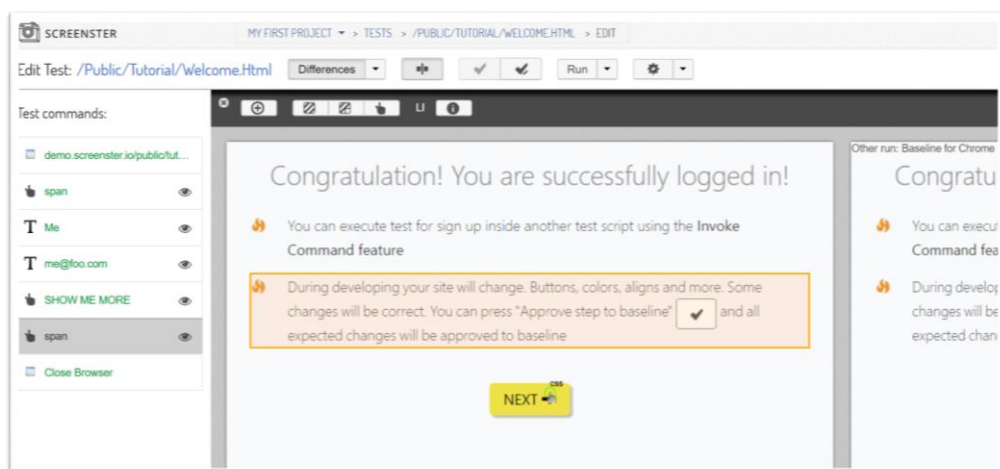 SCREENSTER
MY FIRST PROJECT > TESTS > /PUBLIC/TUTORIAL/WELCOME.HTML > EDIT
Edit Test: /Public/Tutorial/Welcome.Html
Differences
Run
Test commands:
LI
demo.screenster.io/public/tut...
span
Me
me@foo.com
SHOW ME MORE
span
Close Browser
Congratulation! You are successfully logged in!
You can execute test for sign up inside another test script using the Invoke
Command feature
During developing your site will change. Buttons, colors, aligns and more. Some
changes will be correct. You can press "Approve step to baseline" and all
expected changes will be approved to baseline
NEXT
css
Other run: Baseline for Chrome
Congratu
You can execu
Command fea
During develop
changes will be
expected chan